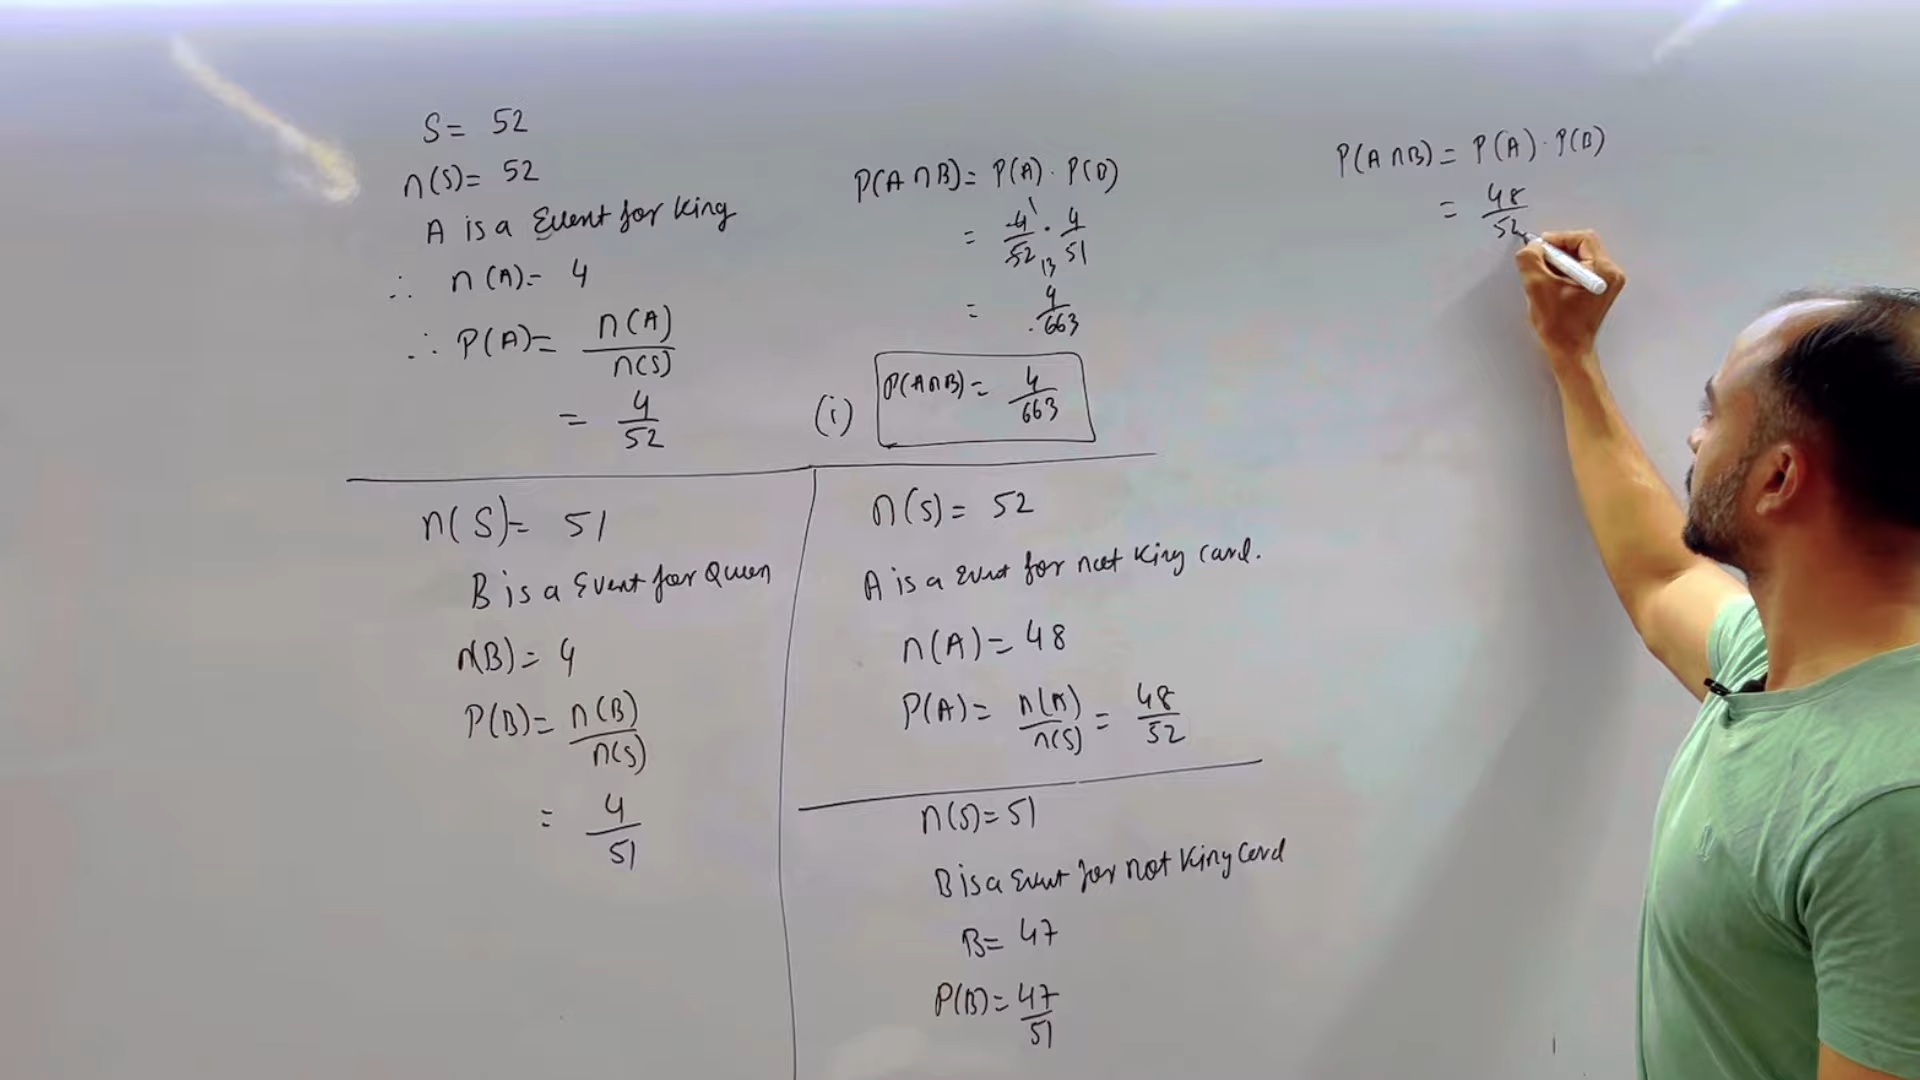 S= 52
n(S)= 52
A is a Event for King
∴ n(A)= 4
∴ P(A)= n(A)/n(S)
= 4/52
n(S)= 51
B is a Event for Queen
n(B)= 4
P(B)= n(B)/n(S)
= 4/51
P(A∩B)= P(A)·P(B)
= 4/52 · 4/51
1 13
= 4/663
(i) P(A∩B)= 4/663
n(S)= 52
A is a Event for not King Card.
n(A)= 48
P(A)= n(A)/n(S) = 48/52
n(S)=51
B is a Event for not King Card
B= 47
P(B)= 47/51
P(A∩B)= P(A)·P(B)
= 48/52